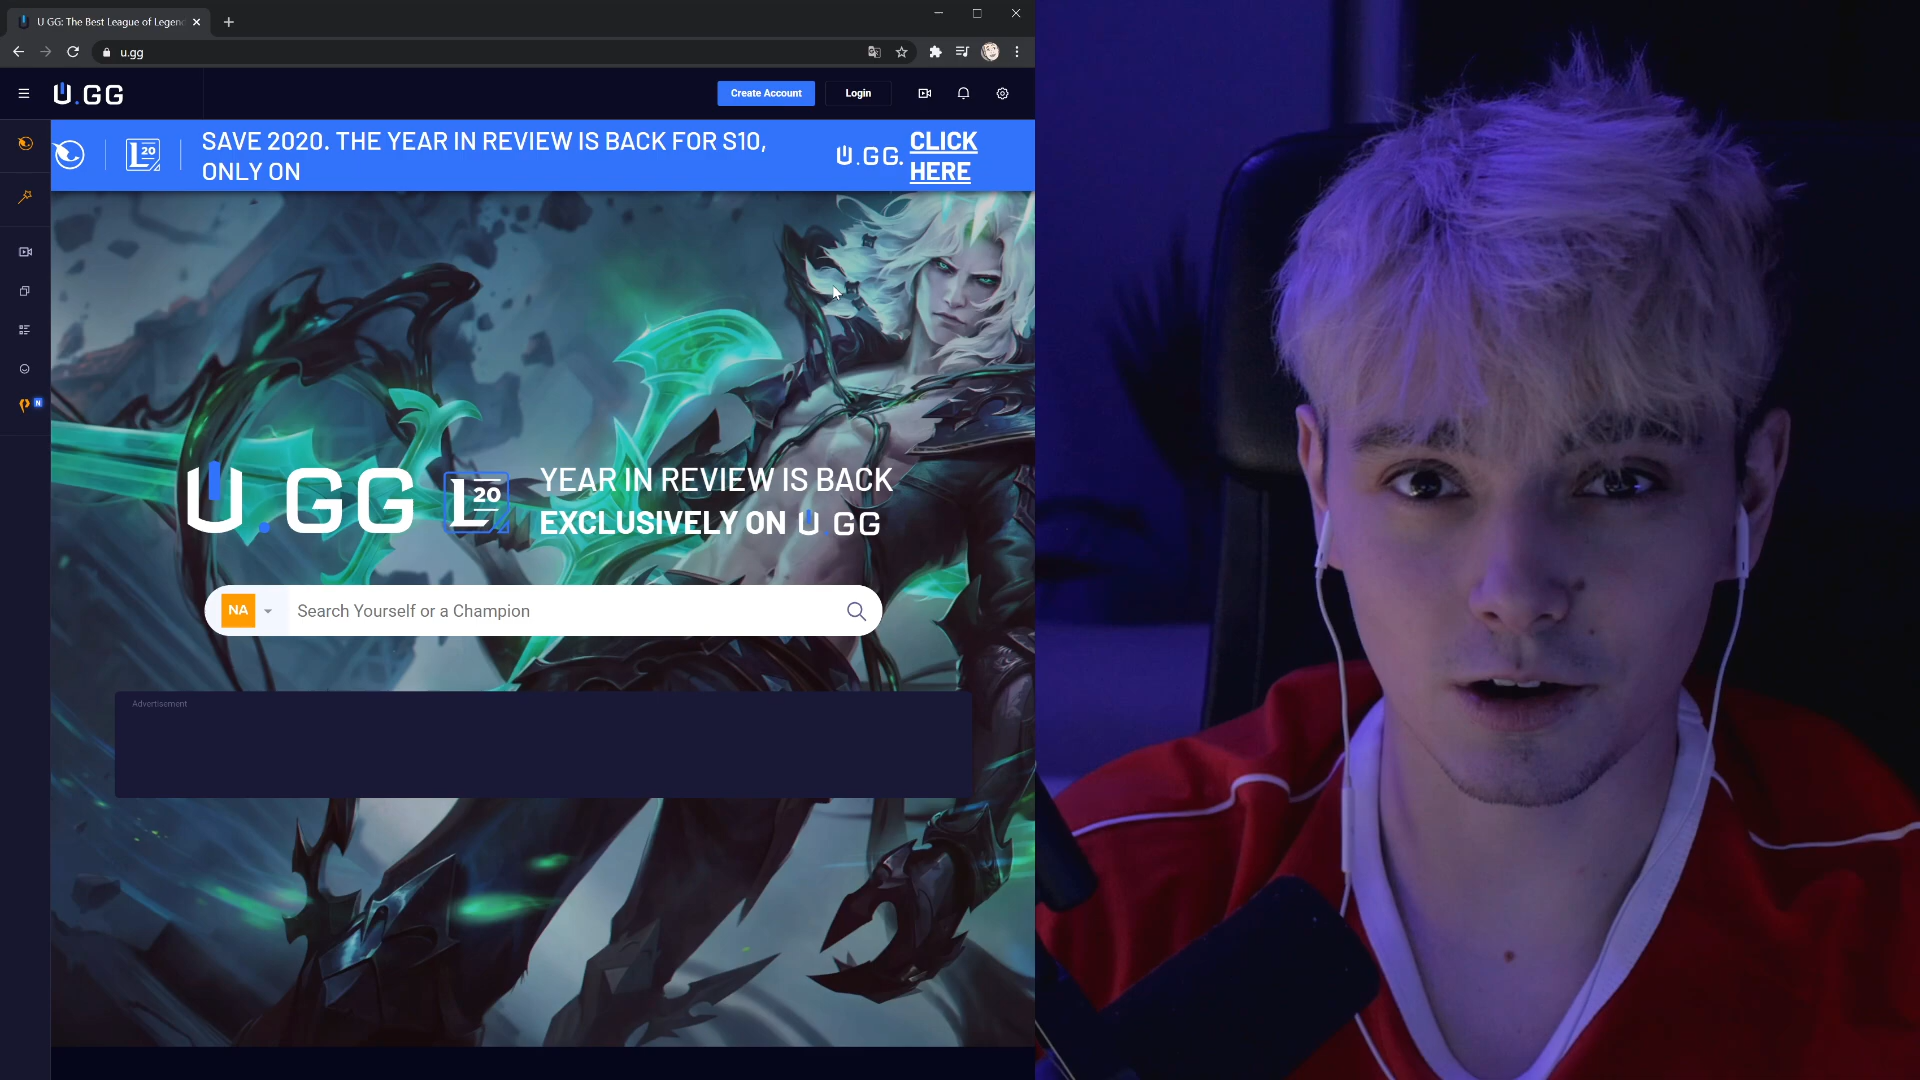 U GG: The Best League of Legen
u.gg
U.GG
Create Account
Login
L20
SAVE 2020. THE YEAR IN REVIEW IS BACK FOR S10,
ONLY ON
U.GG.
CLICK
HERE
N
U.GG
L20
YEAR IN REVIEW IS BACK
EXCLUSIVELY ON U.GG
NA
Search Yourself or a Champion
Advertisement